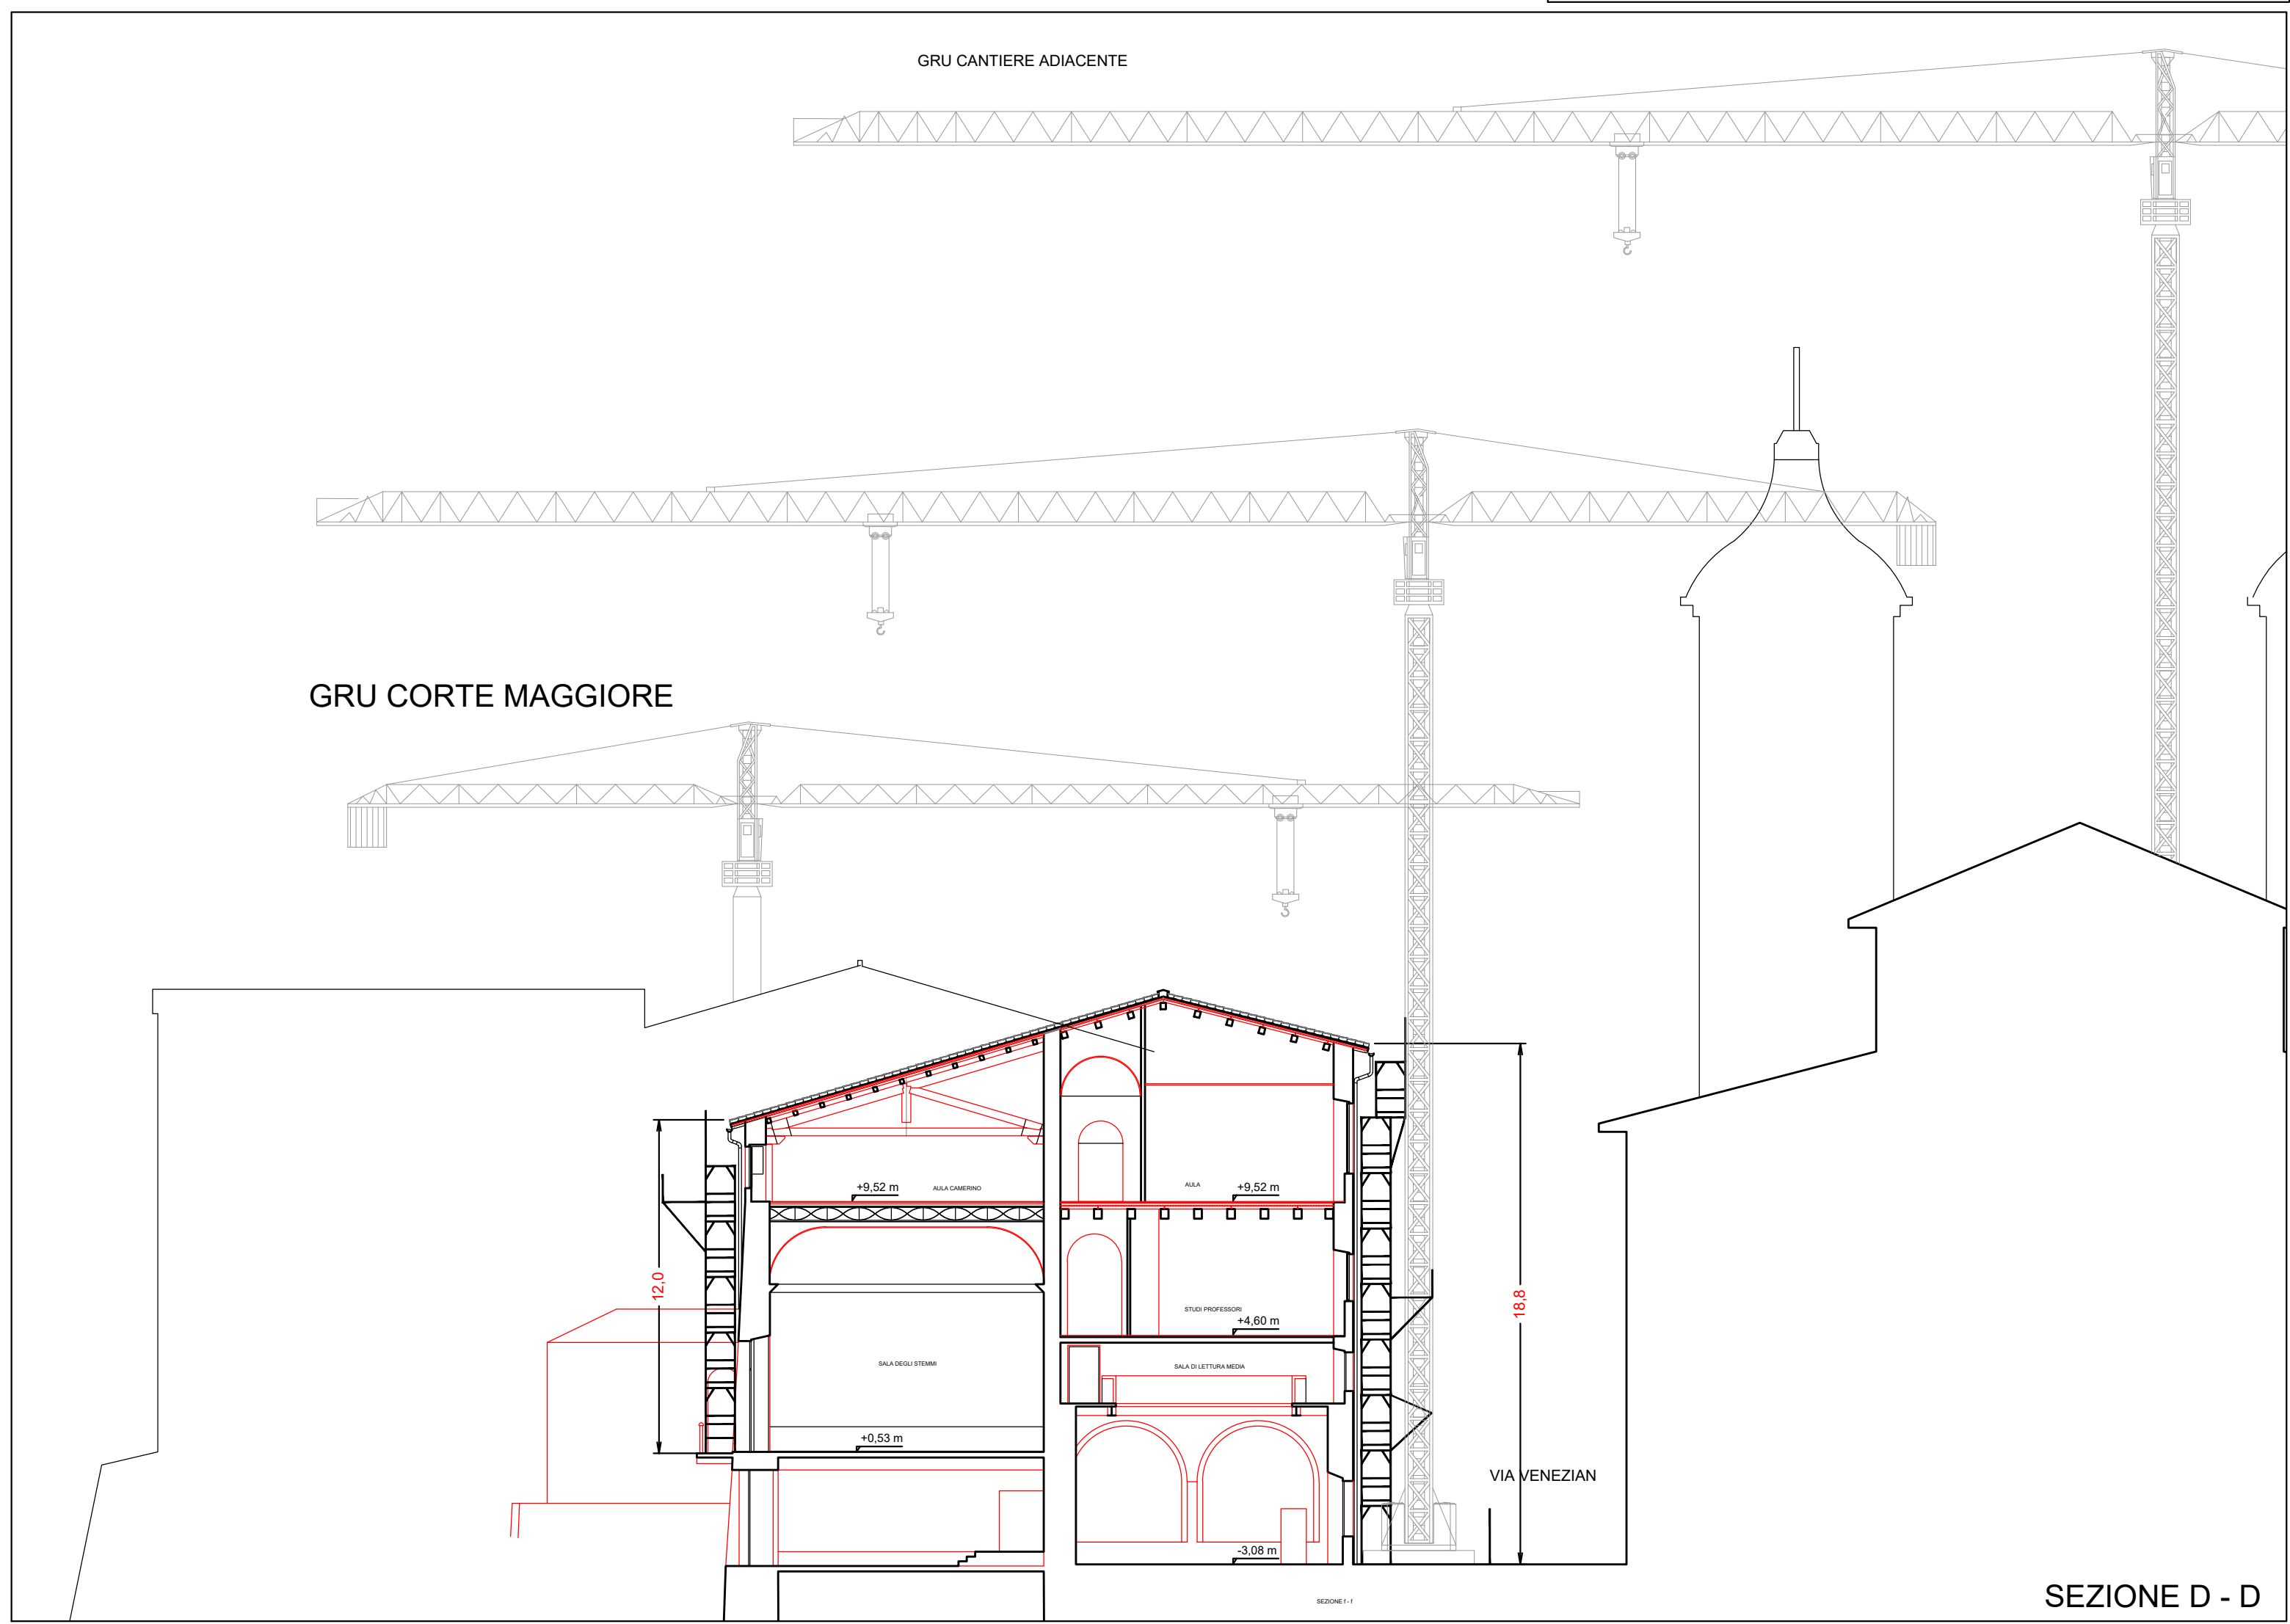 GRU CANTIERE ADIACENTE
GRU CORTE MAGGIORE
+9,52 m
AULA CAMERINO
AULA
+9,52 m
12,0
18,8
STUDI PROFESSORI
+4,60 m
SALA DEGLI STEMMI
SALA DI LETTURA MEDIA
+0,53 m
VIA VENEZIAN
-3,08 m
SEZIONE D - D
SEZIONE f - f